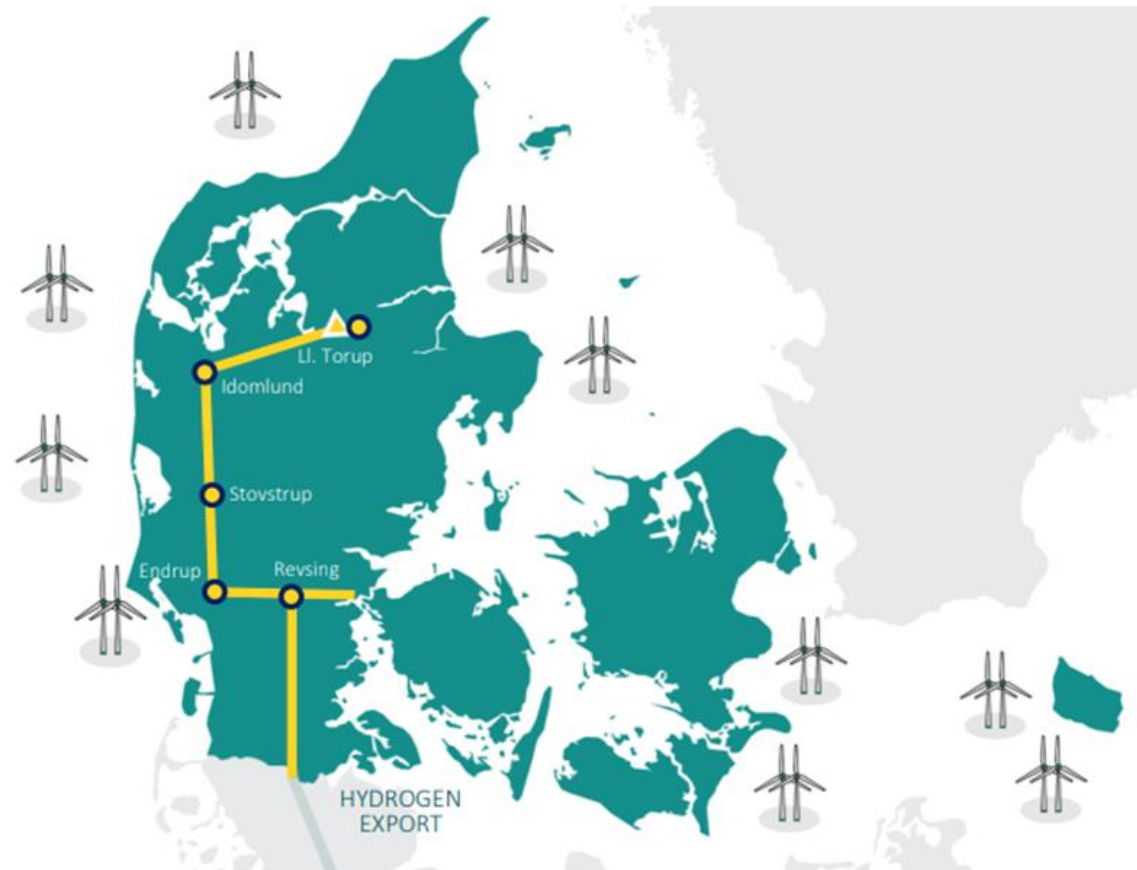 Ll. Torup
Idomlund
Stovstrup
Endrup
Revsing
HYDROGEN
EXPORT